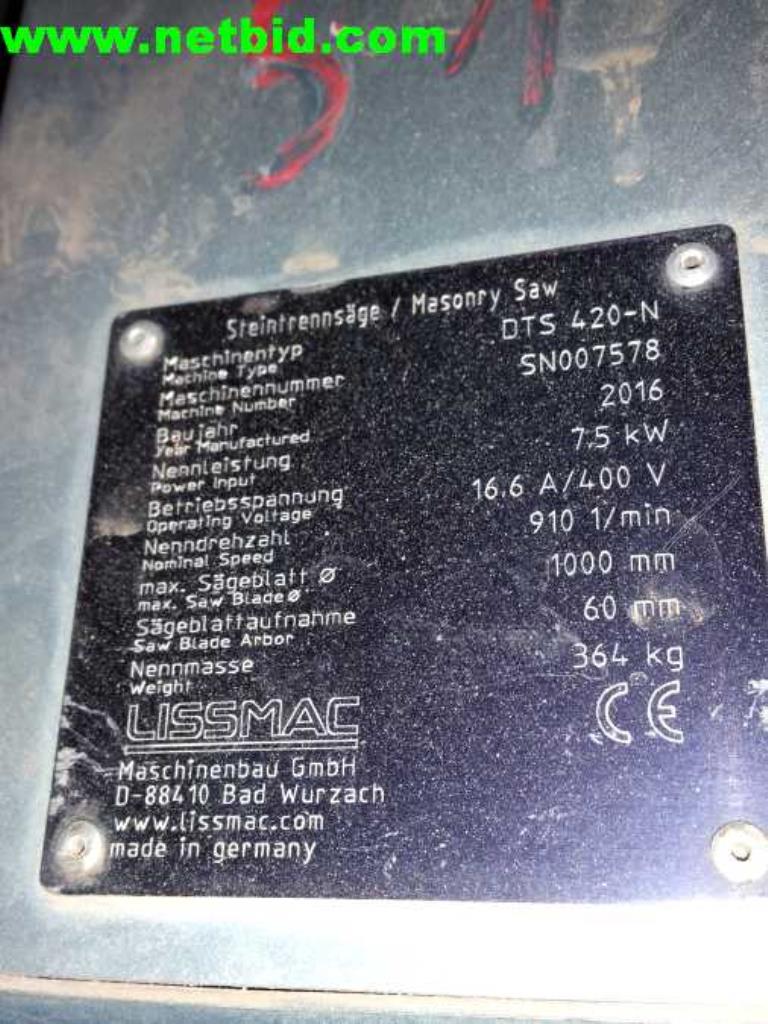 www.netbid.com
Steintrennsäge / Masonry Saw
Maschinentyp DTS 420-N
Machine Type
Maschinennummer SN007578
Machine Number
Baujahr 2016
Year Manufactured
Nennleistung 7.5 kW
Power Input
Betriebsspannung 16.6 A/400 V
Operating Voltage
Nenndrehzahl 910 1/min
Nominal Speed
max. Sägeblatt Ø 1000 mm
max. Saw Blade Ø
Sägeblattaufnahme 60 mm
Saw Blade Arbor
Nennmasse 364 kg
Weight
LISSMAC CE
Maschinenbau GmbH
D-88410 Bad Wurzach
www.lissmac.com
made in germany